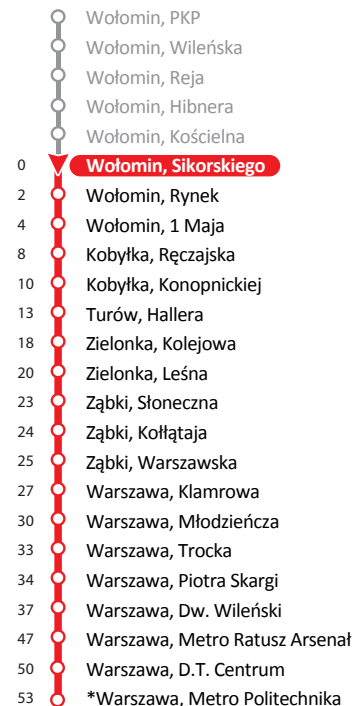 Wołomin, PKP
Wołomin, Wileńska
Wołomin, Reja
Wołomin, Hibnera
Wołomin, Kościelna
0 Wołomin, Sikorskiego
2 Wołomin, Rynek
4 Wołomin, 1 Maja
8 Kobyłka, Ręczajska
10 Kobyłka, Konopnickiej
13 Turów, Hallera
18 Zielonka, Kolejowa
20 Zielonka, Leśna
23 Ząbki, Słoneczna
24 Ząbki, Kołłątaja
25 Ząbki, Warszawska
27 Warszawa, Klamrowa
30 Warszawa, Młodzieńcza
33 Warszawa, Trocka
34 Warszawa, Piotra Skargi
37 Warszawa, Dw. Wileński
47 Warszawa, Metro Ratusz Arsenał
50 Warszawa, D.T. Centrum
53 *Warszawa, Metro Politechnika